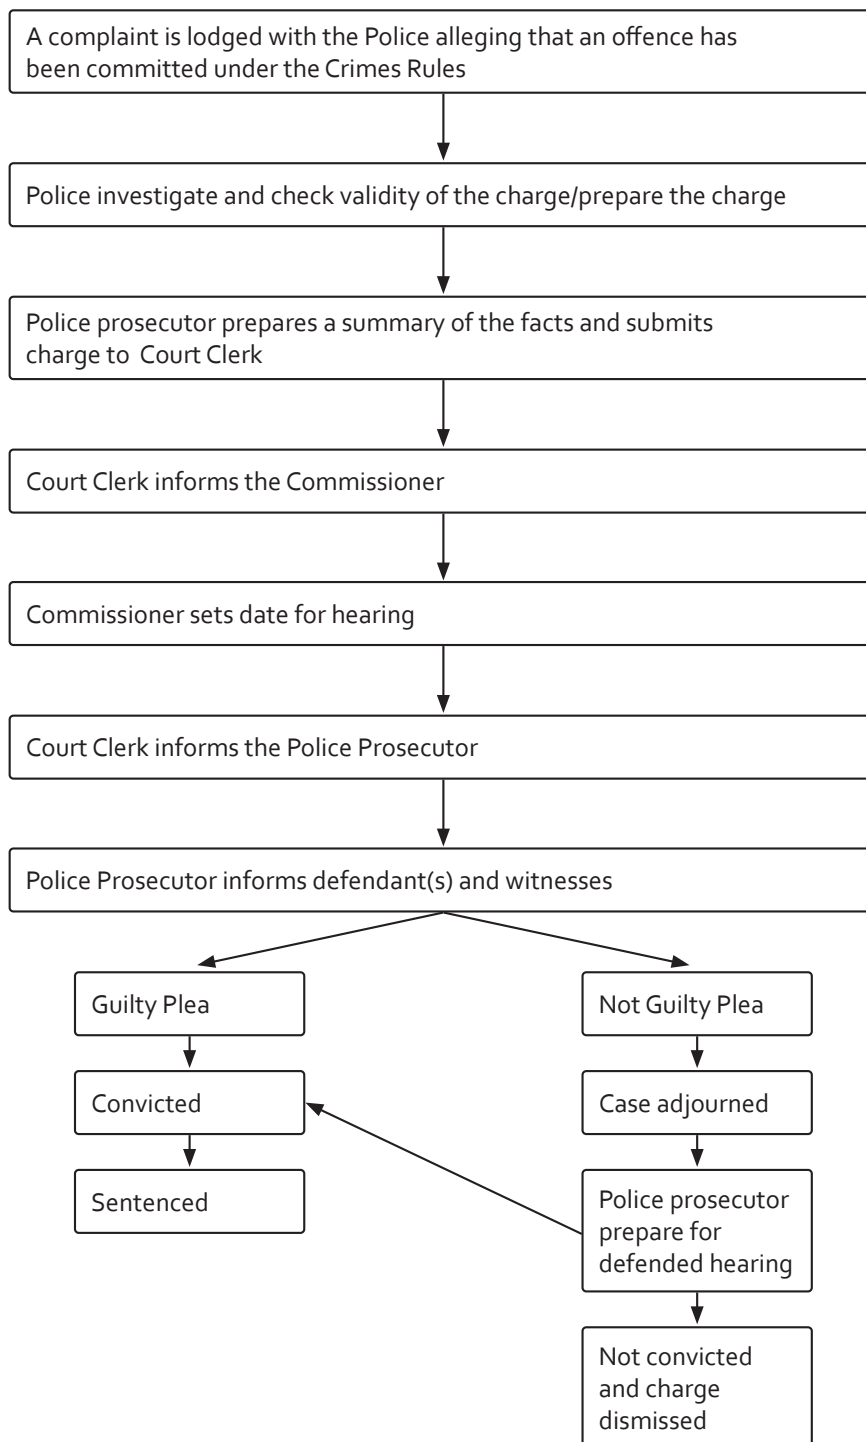 A complaint is lodged with the Police alleging that an offence has
been committed under the Crimes Rules
Police investigate and check validity of the charge/prepare the charge
Police prosecutor prepares a summary of the facts and submits
charge to  Court Clerk
Court Clerk informs the Commissioner
Commissioner sets date for hearing
Court Clerk informs the Police Prosecutor
Police Prosecutor informs defendant(s) and witnesses
Guilty Plea
Convicted
Sentenced
Not Guilty Plea
Case adjourned
Police prosecutor
prepare for
defended hearing
Not convicted
and charge
dismissed